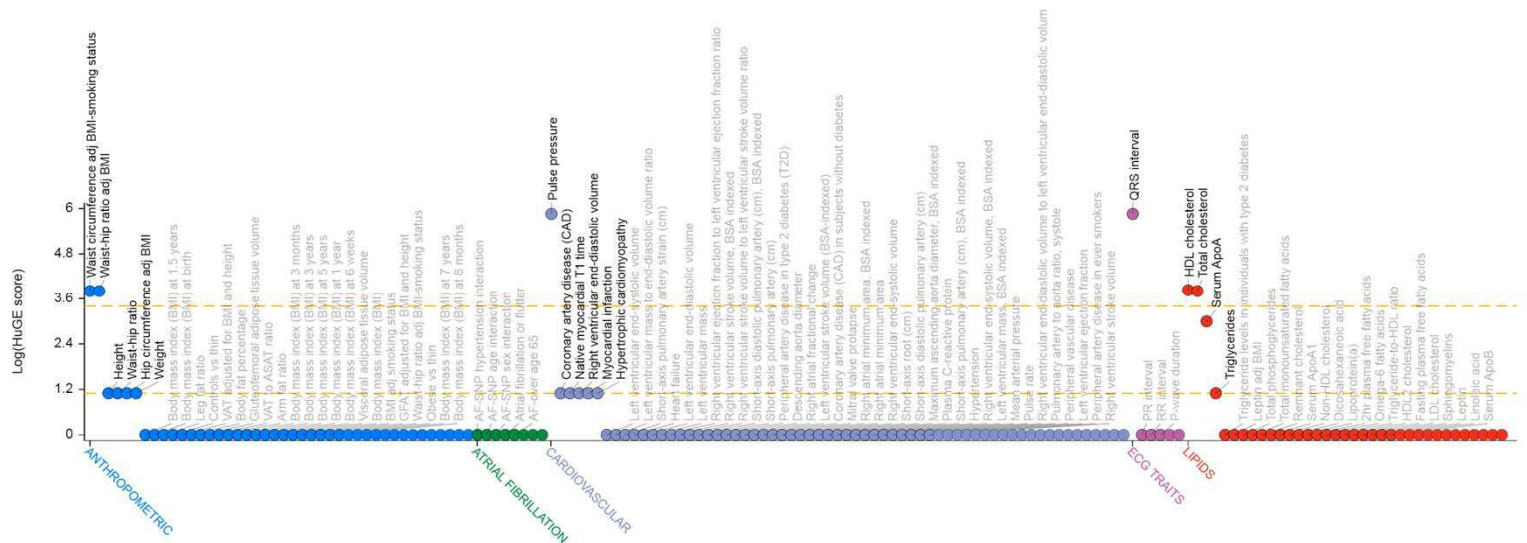 Log(HuGE score)
6
4.8
3.6
2.4
1.2
0
Waist circumference adj BMI-smoking status
Waist-hip ratio adj BMI
Height
Waist-hip ratio
Hip circumference adj BMI
Weight
Body mass index (BMI) at 1.5 years
Body mass index (BMI) at birth
Leg fat ratio
Controls vs thin
VAT adjusted for BMI and height
Body fat percentage
Gluteofemoral adipose tissue volume
VAT to ASAT ratio
Arm fat ratio
Body mass index (BMI) at 3 months
Body mass index (BMI) at 3 years
Body mass index (BMI) at 5 years
Body mass index (BMI) at 1 year
Body mass index (BMI) at 6 weeks
Visceral adipose tissue volume
Body mass index (BMI)
BMI adj smoking status
GFAT adjusted for BMI and height
Waist-hip ratio adj BMI-smoking status
Obese vs thin
Body mass index (BMI) at 7 years
Body mass index (BMI) at 8 months
AF-SNP hypertension interaction
AF-SNP age interaction
AF-SNP sex interaction
Atrial fibrillation or flutter
AF over age 65
Pulse pressure
Coronary artery disease (CAD)
Native myocardial T1 time
Right ventricular end-diastolic volume
Myocardial infarction
Hypertrophic cardiomyopathy
Left ventricular end-systolic volume
Left ventricular mass to end-diastolic volume ratio
Short-axis pulmonary artery strain (cm)
Heart failure
Left ventricular end-diastolic volume
Left ventricular mass
Right ventricular ejection fraction to left ventricular ejection fraction ratio
Right ventricular stroke volume, BSA indexed
Right ventricular stroke volume to left ventricular stroke volume ratio
Short-axis diastolic pulmonary artery (cm), BSA indexed
Short-axis pulmonary artery (cm)
Peripheral artery disease in type 2 diabetes (T2D)
Descending aorta diameter
Right atrial fractional change
Left ventricular stroke volume (BSA-indexed)
Coronary artery disease (CAD) in subjects without diabetes
Mitral valve prolapse
Right atrial minimum area, BSA indexed
Right atrial minimum area
Right ventricular end-systolic volume
Short-axis root (cm)
Short-axis diastolic pulmonary artery (cm)
Maximum ascending aorta diameter, BSA indexed
Plasma C-reactive protein
Short-axis pulmonary artery (cm), BSA indexed
Hypertension
Right ventricular end-systolic volume, BSA indexed
Left ventricular mass, BSA indexed
Mean arterial pressure
Pulse rate
Right ventricular end-diastolic volume to left ventricular end-diastolic volum
Pulmonary artery to aorta ratio, systole
Peripheral vascular disease
Left ventricular ejection fraction
Peripheral artery disease in ever smokers
Right ventricular stroke volume
QRS interval
PR interval
RR interval
P-wave duration
HDL cholesterol
Total cholesterol
Serum ApoA
Triglycerides
Triglyceride levels in individuals with type 2 diabetes
Leptin adj BMI
Total phosphoglycerides
Total monounsaturated fatty acids
Remnant cholesterol
Serum ApoA1
Non-HDL cholesterol
Dicosahexaenoic acid
Lipoprotein(a)
Omega-6 fatty acids
2hr plasma free fatty acids
Triglyceride-to-HDL ratio
HDL2 cholesterol
Fasting plasma free fatty acids
LDL cholesterol
Sphingomyelins
Leptin
Linoleic acid
Serum ApoB
ANTHROPOMETRIC
ATRIAL FIBRILLATION
CARDIOVASCULAR
ECG TRAITS
LIPIDS